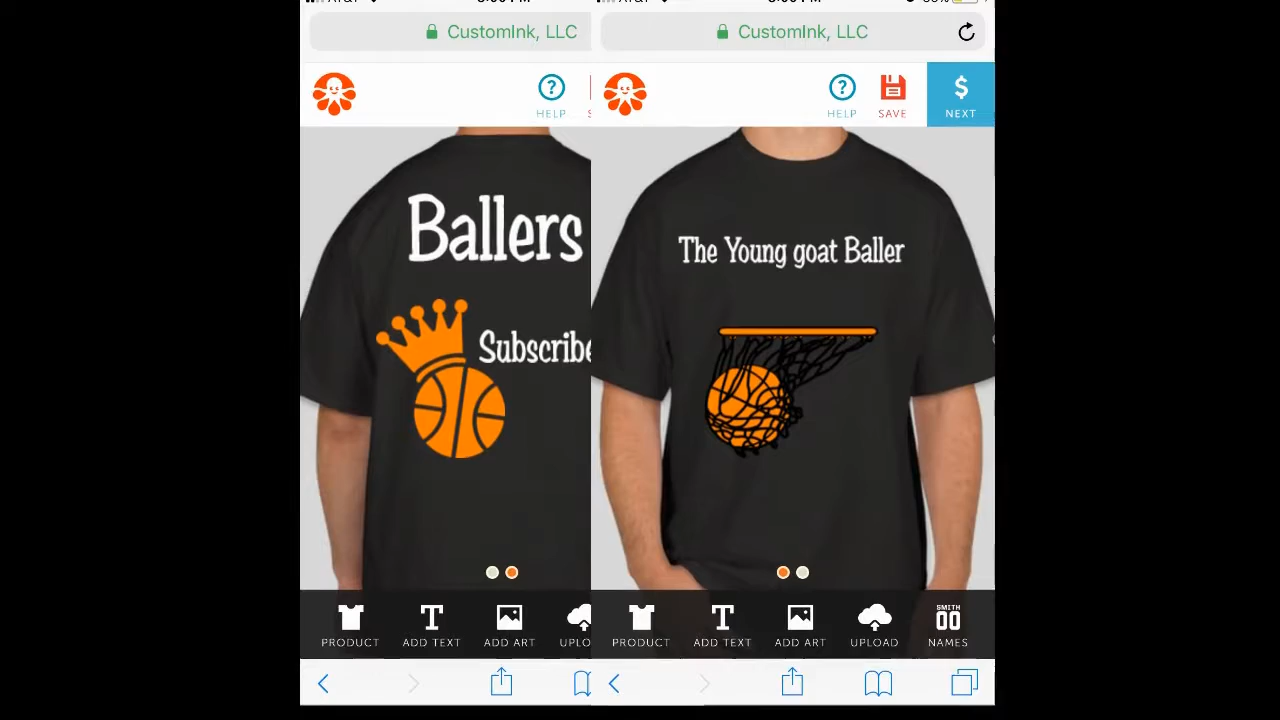 CustomInk, LLC
HELP
Ballers
Subscribe
PRODUCT
ADD TEXT
ADD ART
UPLO
CustomInk, LLC
HELP
SAVE
$
NEXT
The Young goat Baller
PRODUCT
ADD TEXT
ADD ART
UPLOAD
SMITH
00
NAMES